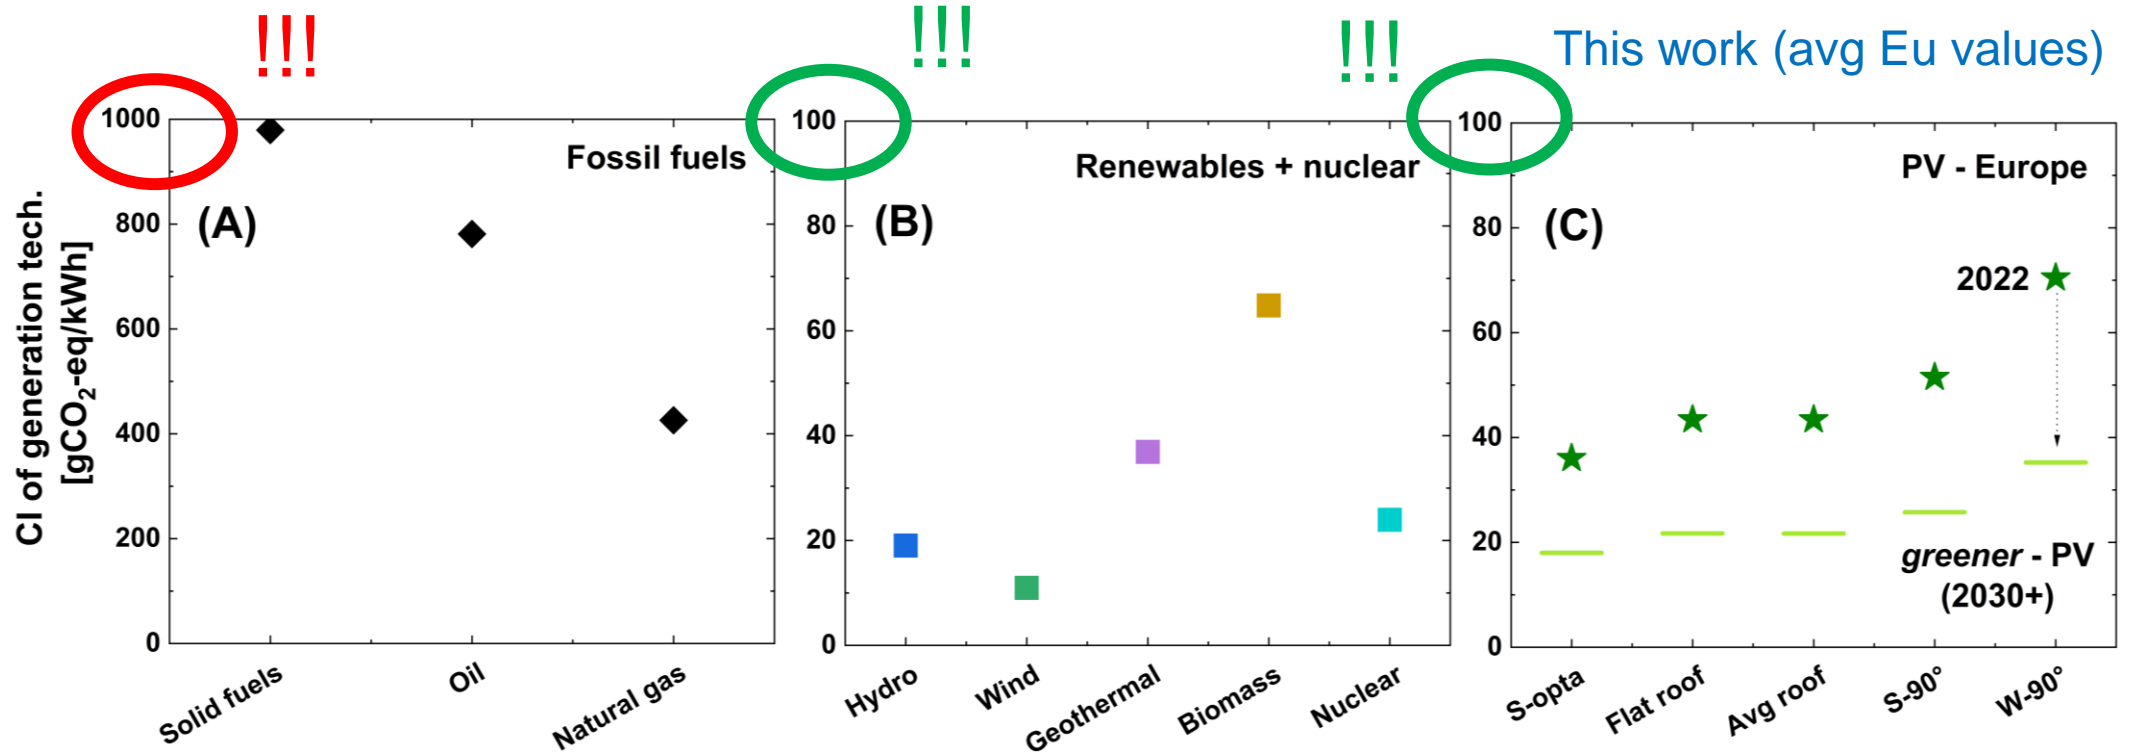 !!!
!!!
!!!
This work (avg Eu values)
CI of generation tech.
[gCO₂-eq/kWh]
1000
800
600
400
200
0
(A)
Fossil fuels
Solid fuels
Oil
Natural gas
100
80
60
40
20
0
(B)
Renewables + nuclear
Hydro
Wind
Geothermal
Biomass
Nuclear
100
80
60
40
20
0
(C)
PV - Europe
2022
greener - PV
(2030+)
S-opta
Flat roof
Avg roof
S-90°
W-90°